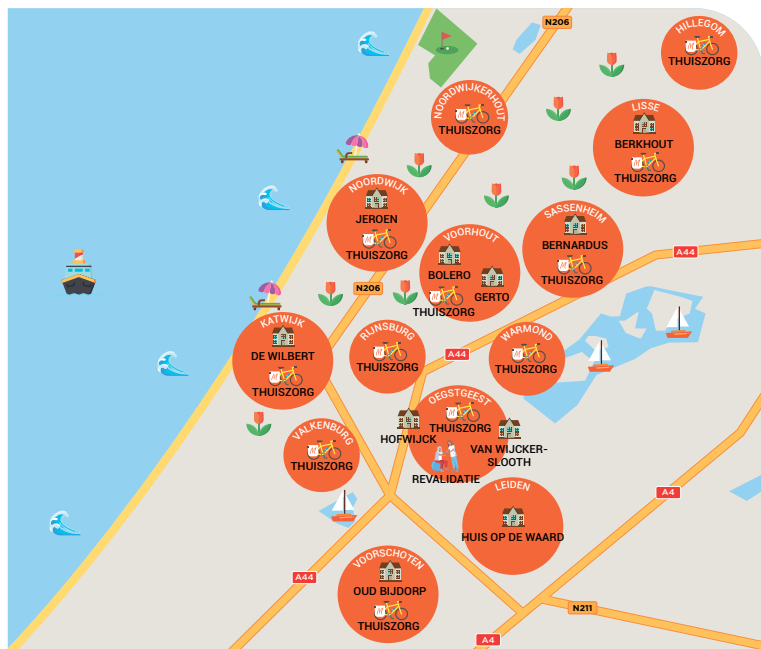 N206
HILLEGOM
THUISZORG
NOORDWIJKERHOUT
THUISZORG
LISSE
BERKHOUT
THUISZORG
NOORDWIJK
JEROEN
THUISZORG
SASSENHEIM
BERNARDUS
THUISZORG
VOORHOUT
BOLERO
GERTO
THUISZORG
A44
N206
KATWIJK
DE WILBERT
THUISZORG
RIJNSBURG
THUISZORG
A44
WARMOND
THUISZORG
OEGSTGEEST
THUISZORG
HOFWIJCK
VAN WIJCKER-
SLOOTH
REVALIDATIE
VALKENBURG
THUISZORG
LEIDEN
HUIS OP DE WAARD
A4
A44
VOORSCHOTEN
OUD BIJDORP
THUISZORG
N211
A4